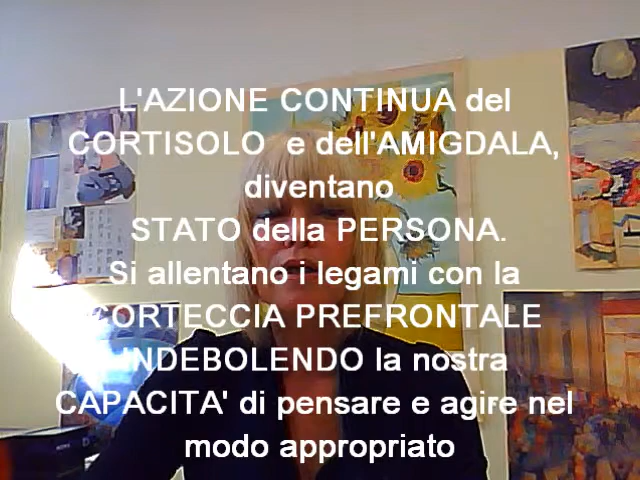 L'AZIONE CONTINUA del
CORTISOLO e dell'AMIGDALA,
diventano
STATO della PERSONA.
Si allentano i legami con la
CORTECCIA PREFRONTALE
INDEBOLENDO la nostra
CAPACITA' di pensare e agire nel
modo appropriato